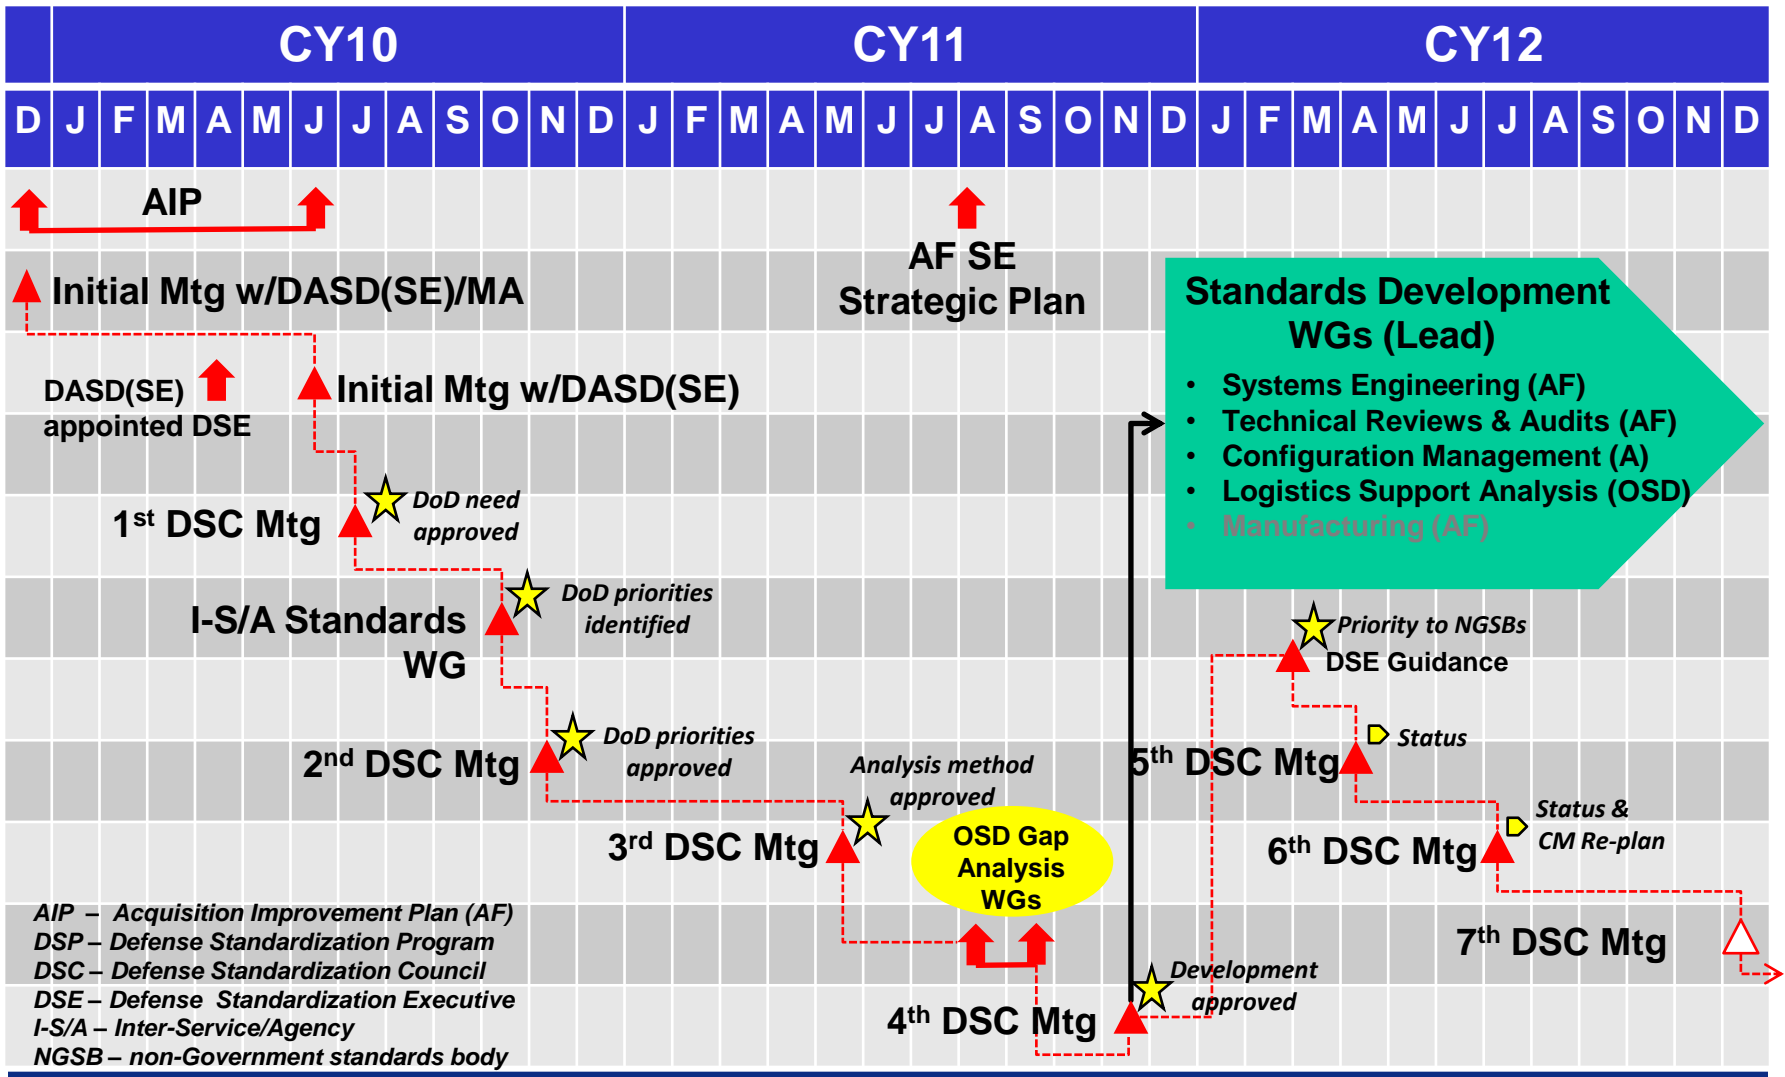 CY10 CY11 CY12
D J F M A M J J A S O N D J F M A M J J A S O N D J F M A M J J A S O N D
AIP
AF SE
Strategic Plan
Initial Mtg w/DASD(SE)/MA
DASD(SE)
appointed DSE
Initial Mtg w/DASD(SE)
Standards Development
WGs (Lead)
• Systems Engineering (AF)
• Technical Reviews & Audits (AF)
• Configuration Management (A)
• Logistics Support Analysis (OSD)
• Manufacturing (AF)
1st DSC Mtg
DoD need
approved
I-S/A Standards
WG
DoD priorities
identified
Priority to NGSBs
DSE Guidance
2nd DSC Mtg
DoD priorities
approved
5th DSC Mtg
Status
3rd DSC Mtg
Analysis method
approved
OSD Gap
Analysis
WGs
6th DSC Mtg
Status &
CM Re-plan
7th DSC Mtg
4th DSC Mtg
Development
approved
AIP – Acquisition Improvement Plan (AF)
DSP – Defense Standardization Program
DSC – Defense Standardization Council
DSE – Defense Standardization Executive
I-S/A – Inter-Service/Agency
NGSB – non-Government standards body